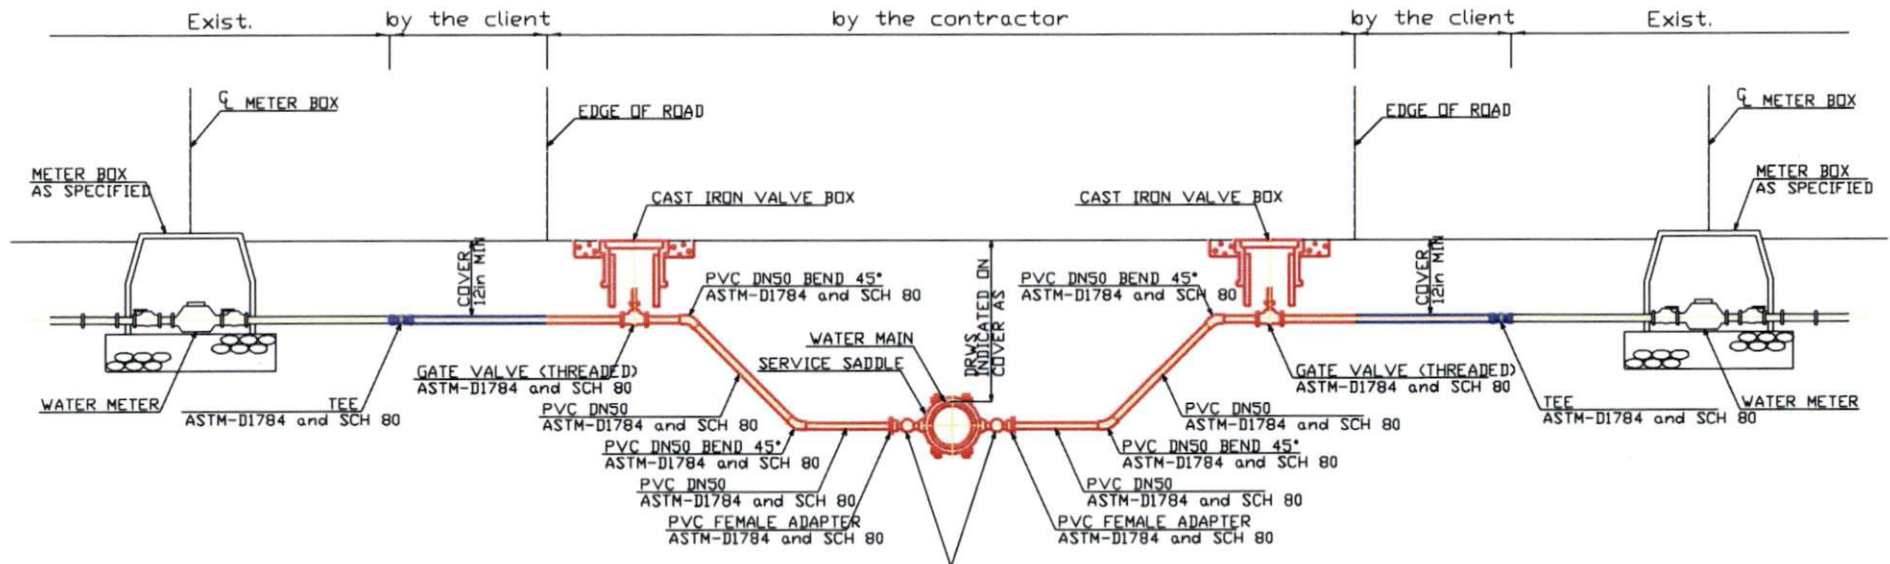 Exist.
by the client
by the contractor
by the client
Exist.
℄ METER BOX
EDGE OF ROAD
EDGE OF ROAD
℄ METER BOX
METER BOX
AS SPECIFIED
CAST IRON VALVE BOX
CAST IRON VALVE BOX
METER BOX
AS SPECIFIED
COVER
12in MIN
PVC DN50 BEND 45°
ASTM-D1784 and SCH 80
COVER AS
INDICATED ON
DRWS
PVC DN50 BEND 45°
ASTM-D1784 and SCH 80
COVER
12in MIN
WATER MAIN
SERVICE SADDLE
GATE VALVE (THREADED)
ASTM-D1784 and SCH 80
GATE VALVE (THREADED)
ASTM-D1784 and SCH 80
WATER METER
TEE
ASTM-D1784 and SCH 80
PVC DN50
ASTM-D1784 and SCH 80
PVC DN50
ASTM-D1784 and SCH 80
TEE
ASTM-D1784 and SCH 80
WATER METER
PVC DN50 BEND 45°
ASTM-D1784 and SCH 80
PVC DN50 BEND 45°
ASTM-D1784 and SCH 80
PVC DN50
ASTM-D1784 and SCH 80
PVC DN50
ASTM-D1784 and SCH 80
PVC FEMALE ADAPTER
ASTM-D1784 and SCH 80
PVC FEMALE ADAPTER
ASTM-D1784 and SCH 80